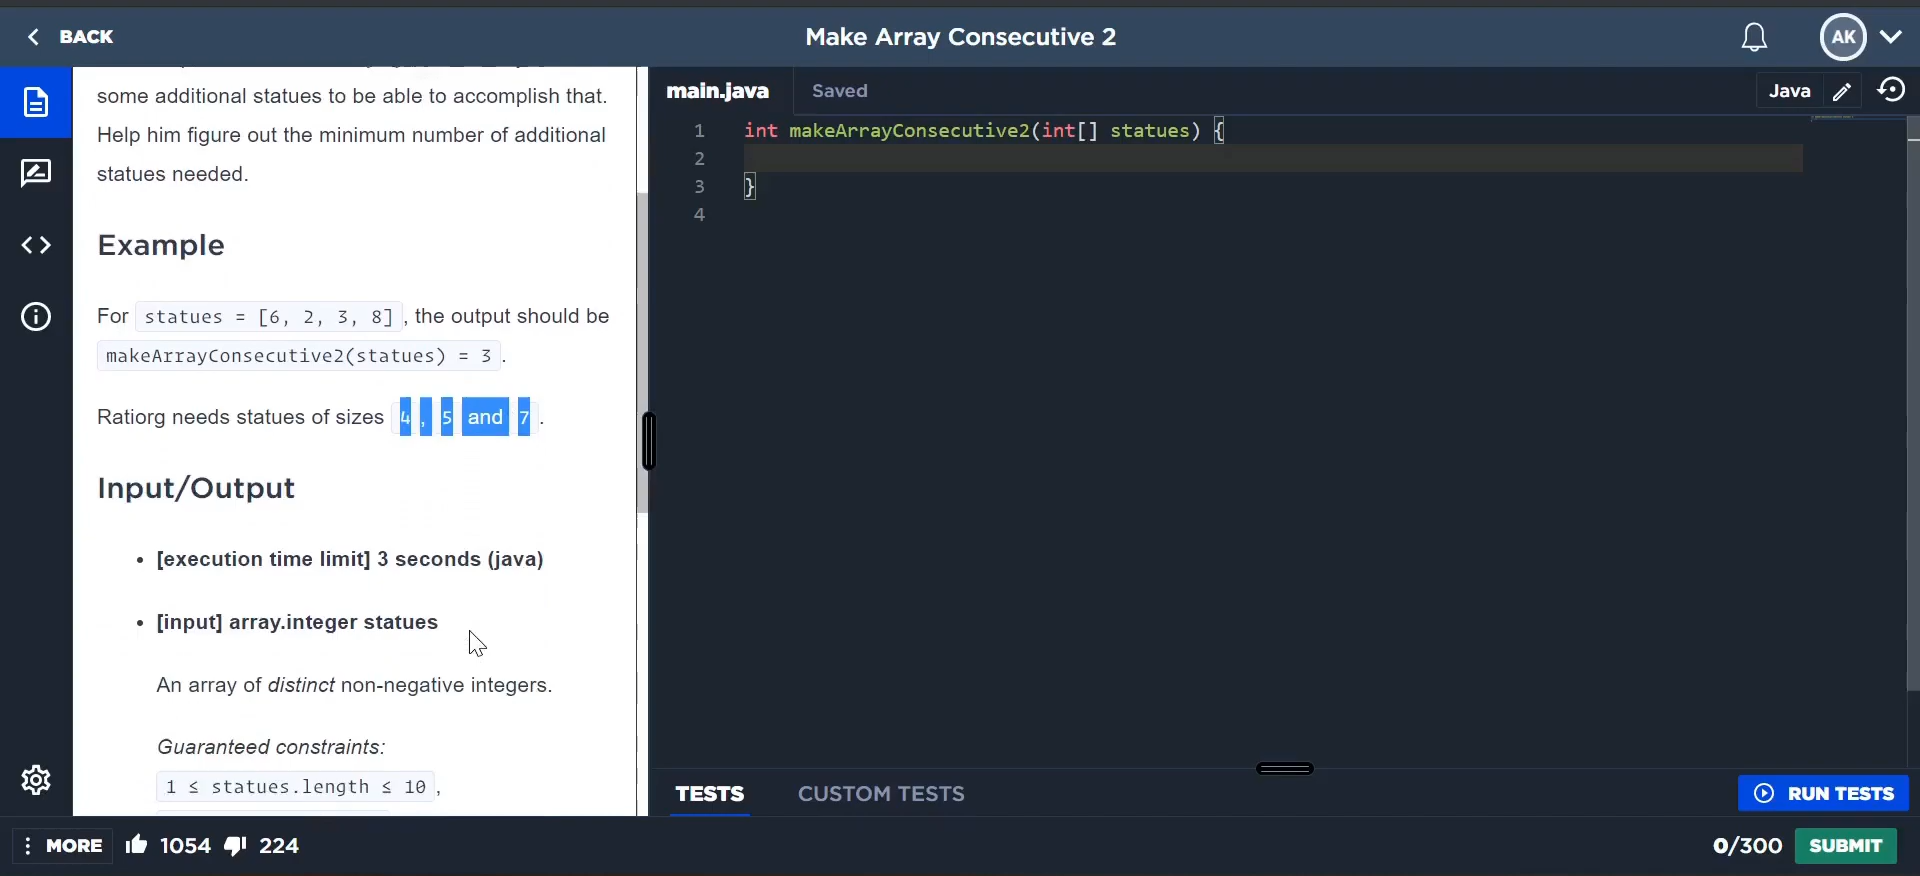 BACK
Make Array Consecutive 2
AK
some additional statues to be able to accomplish that.
Help him figure out the minimum number of additional
statues needed.
Example
For statues = [6, 2, 3, 8], the output should be
makeArrayConsecutive2(statues) = 3.
Ratiorg needs statues of sizes 4, 5 and 7.
Input/Output
• [execution time limit] 3 seconds (java)
• [input] array.integer statues
An array of distinct non-negative integers.
Guaranteed constraints:
1 ≤ statues.length ≤ 10,
main.java
Saved
Java
1 int makeArrayConsecutive2(int[] statues) {
2
3 }
4
TESTS
CUSTOM TESTS
RUN TESTS
MORE
1054
224
0/300
SUBMIT